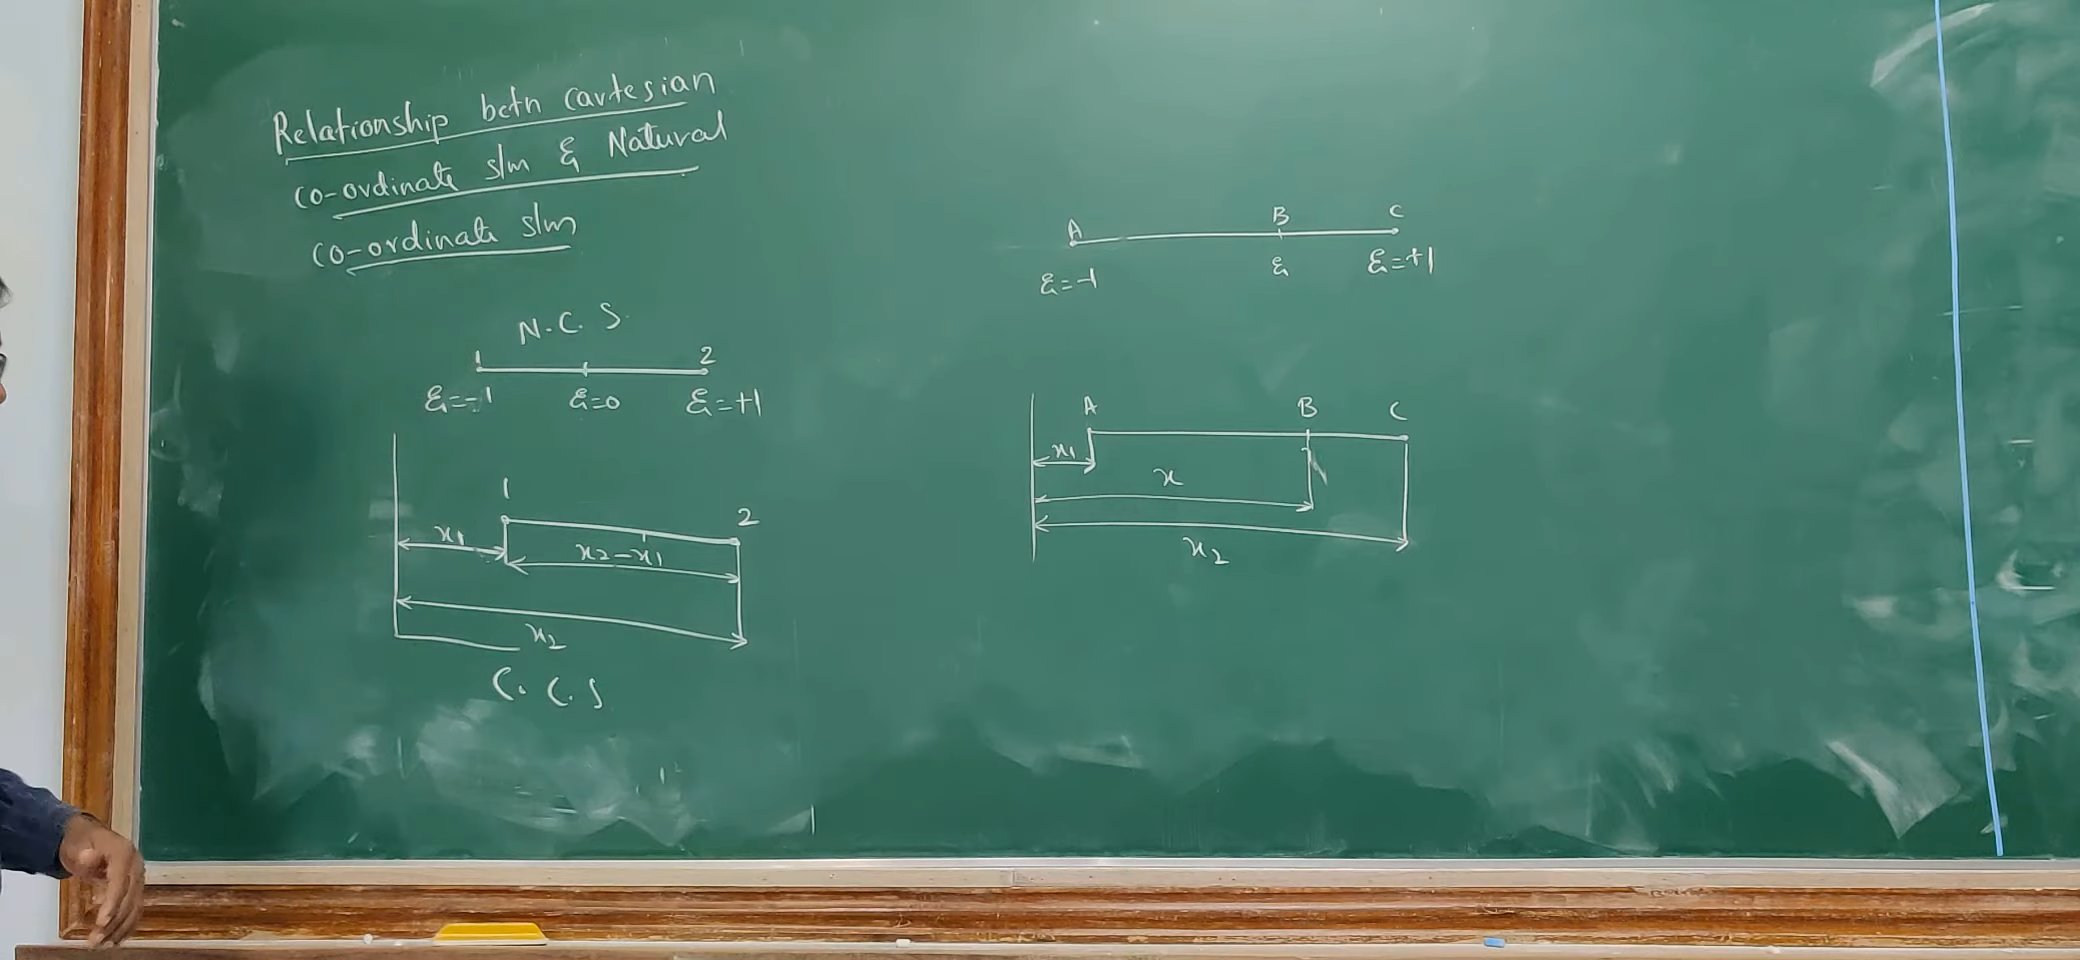 Relationship betn Cartesian
co-ordinate s/m & Natural
co-ordinate s/m
N.C.S.
1 2
ξ=-1 ξ=0 ξ=+1
1 2
x₁ x₂-x₁
x₂
C.C.S
A B C
ξ=-1 ξ ξ=+1
A B C
x₁
x
x₂